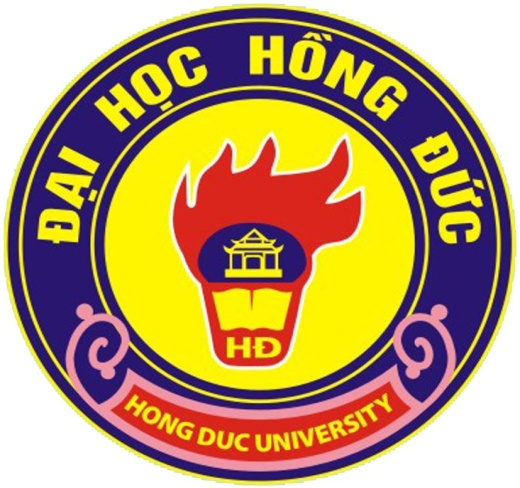 ĐẠI HỌC HỒNG ĐỨC
HĐ
HONG DUC UNIVERSITY